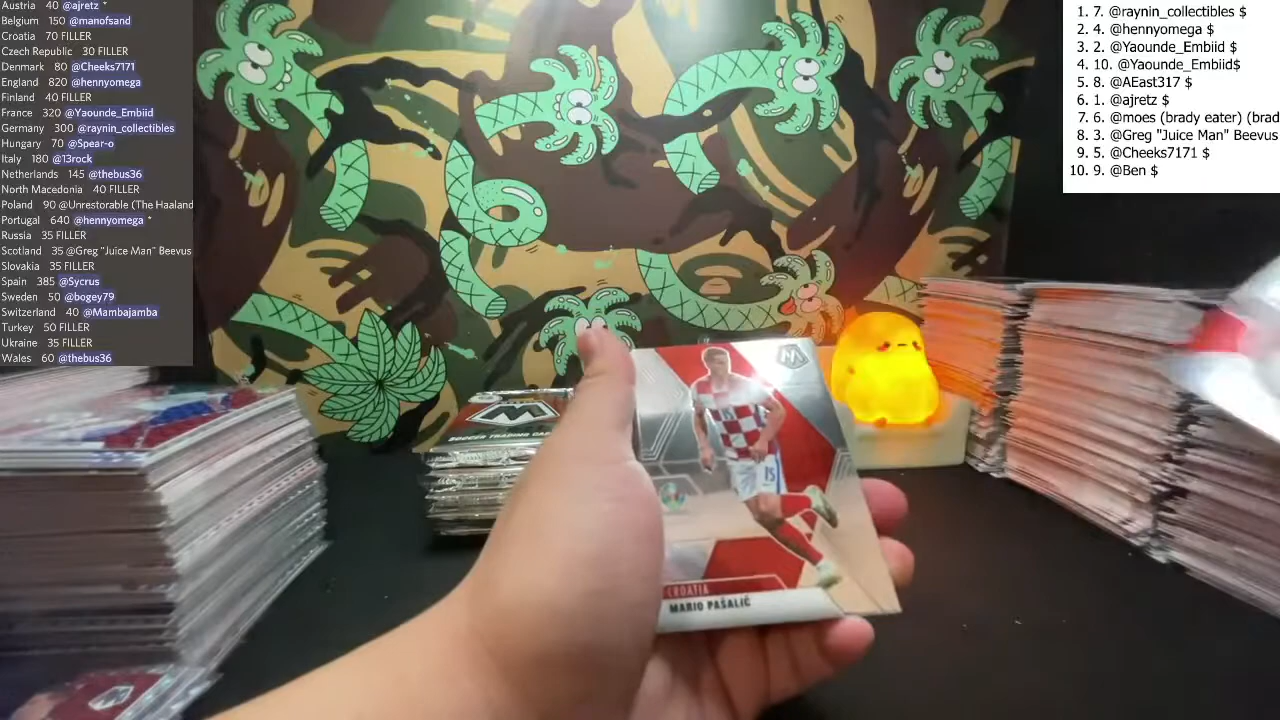 Austria 40 @ajretz *
Belgium 150 @manofsand
Croatia 70 FILLER
Czech Republic 30 FILLER
Denmark 80 @Cheeks7171
England 820 @hennyomega
Finland 40 FILLER
France 320 @Yaounde_Embiid
Germany 300 @raynin_collectibles
Hungary 70 @Spear-o
Italy 180 @13rock
Netherlands 145 @thebus36
North Macedonia 40 FILLER
Poland 90 @Unrestorable (The Haaland
Portugal 640 @hennyomega *
Russia 35 FILLER
Scotland 35 @Greg "Juice Man" Beevus
Slovakia 35 FILLER
Spain 385 @Sycrus
Sweden 50 @bogey79
Switzerland 40 @Mambajamba
Turkey 50 FILLER
Ukraine 35 FILLER
Wales 60 @thebus36
1. 7. @raynin_collectibles $
2. 4. @hennyomega $
3. 2. @Yaounde_Embiid $
4. 10. @Yaounde_Embiid$
5. 8. @AEast317 $
6. 1. @ajretz $
7. 6. @moes (brady eater) (brad
8. 3. @Greg "Juice Man" Beevus
9. 5. @Cheeks7171 $
10. 9. @Ben $
M
SOCCER TRADING CA
M
15
15
CROATIA
MARIO PAŠALIĆ